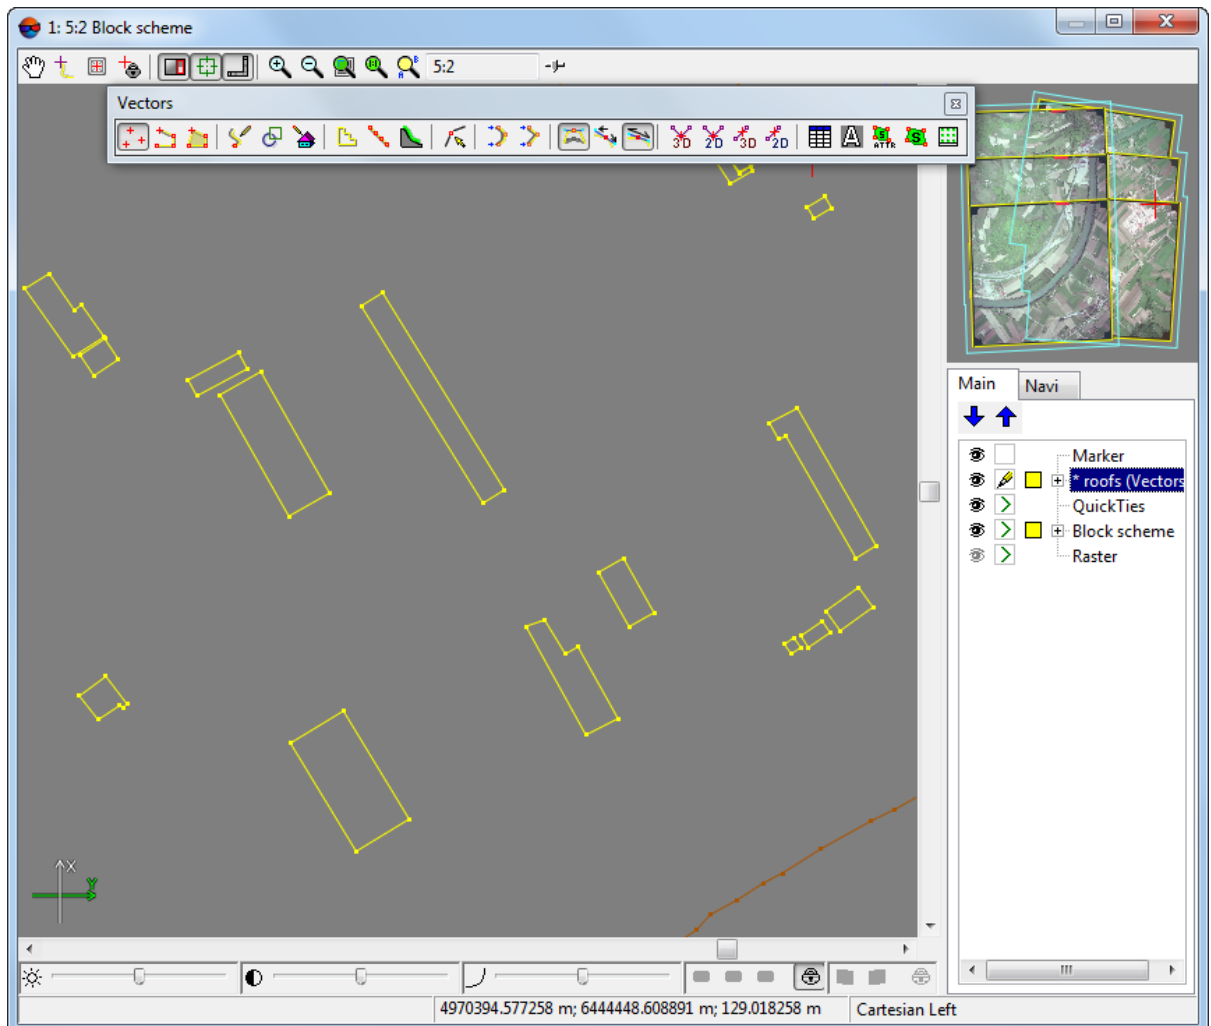 1: 5:2 Block scheme
5:2
Vectors
3D 2D 3D 2D A S ATTR S
Main Navi
Marker
* roofs (Vectors
QuickTies
Block scheme
Raster
X
Y
4970394.577258 m; 6444448.608891 m; 129.018258 m Cartesian Left